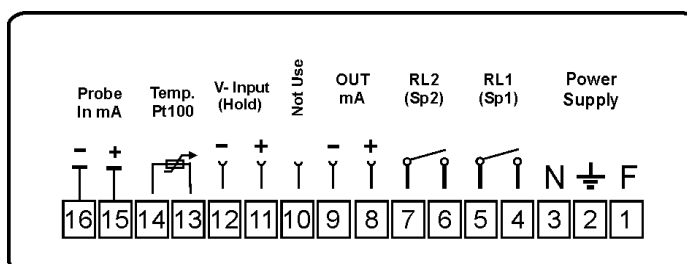 Probe
In mA
Temp.
Pt100
V- Input
(Hold)
Not Use
OUT
mA
RL2
(Sp2)
RL1
(Sp1)
Power
Supply
- + - + - + N F
16 15 14 13 12 11 10 9 8 7 6 5 4 3 2 1